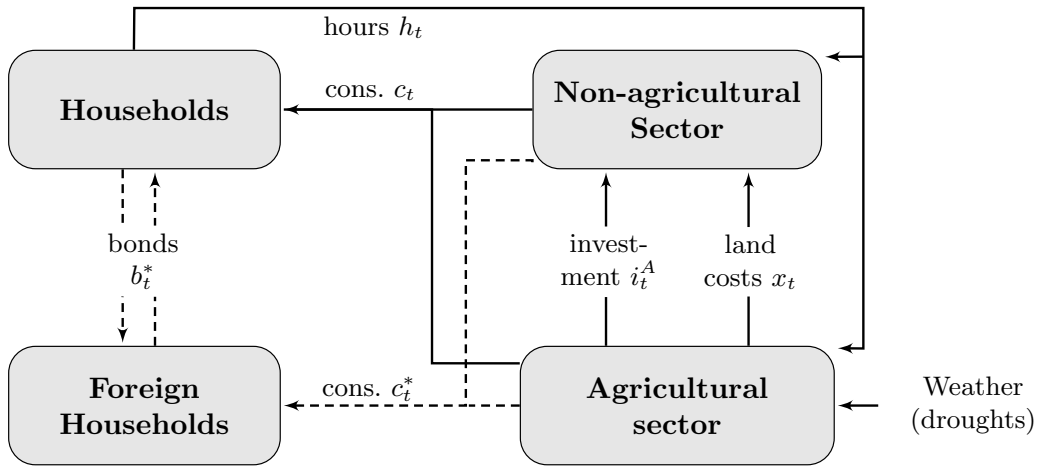 hours $h_t$
Households
cons. $c_t$
Non-agricultural
Sector
bonds
$b_t^*$
invest-
ment $i_t^A$
land
costs $x_t$
Foreign
Households
cons. $c_t^*$
Agricultural
sector
Weather
(droughts)